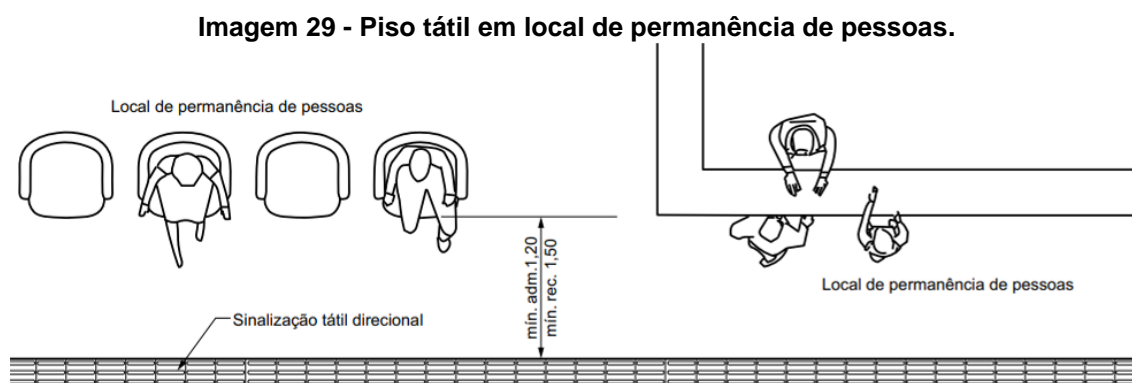 Imagem 29 - Piso tátil em local de permanência de pessoas.
Local de permanência de pessoas
mín. adm.1,20
mín. rec. 1,50
Local de permanência de pessoas
Sinalização tátil direcional